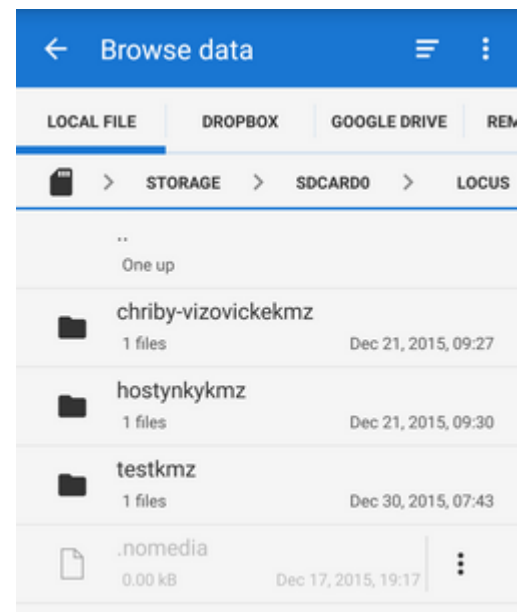 Browse data
LOCAL FILE DROPBOX GOOGLE DRIVE REM
> STORAGE > SDCARD0 > LOCUS
..
One up
chriby-vizovickekmz
1 files Dec 21, 2015, 09:27
hostynkykmz
1 files Dec 21, 2015, 09:30
testkmz
1 files Dec 30, 2015, 07:43
.nomedia
0.00 kB Dec 17, 2015, 19:17